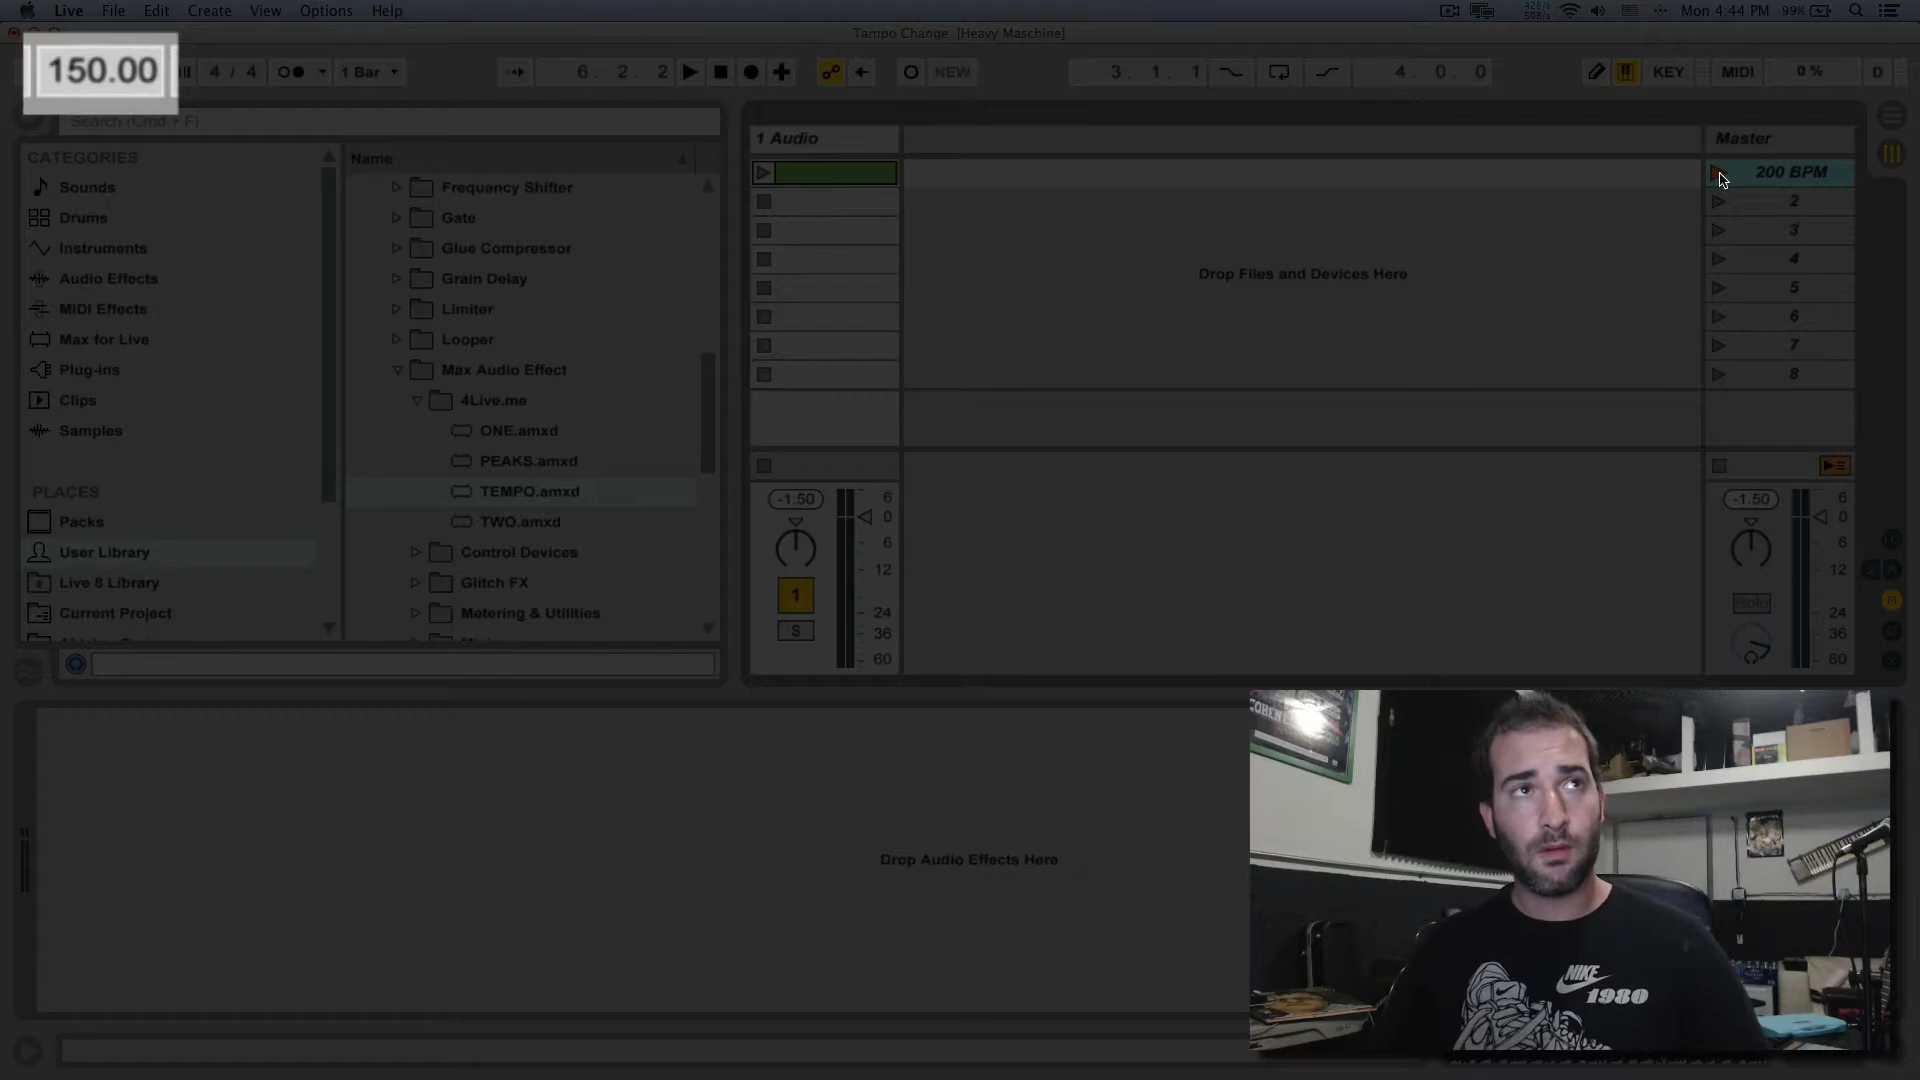 Live File Edit Create View Options Help
Mon 4:44 PM 99%
Tampo Change [Heavy Maschine]
150.00 4 / 4 1 Bar 6. 2. 2 NEW 3. 1. 1 4. 0. 0 KEY MIDI 0 % D
Search (Cmd + F)
CATEGORIES
Sounds
Drums
Instruments
Audio Effects
MIDI Effects
Max for Live
Plug-ins
Clips
Samples
PLACES
Packs
User Library
Live 8 Library
Current Project
Name
Frequency Shifter
Gate
Glue Compressor
Grain Delay
Limiter
Looper
Max Audio Effect
4Live.me
ONE.amxd
PEAKS.amxd
TEMPO.amxd
TWO.amxd
Control Devices
Glitch FX
Metering & Utilities
1 Audio
-1.50
6
0
6
12
24
36
60
1
S
Drop Files and Devices Here
Master
200 BPM
2
3
4
5
6
7
8
-1.50
6
0
6
12
24
36
60
Solo
Drop Audio Effects Here
NIKE
1980